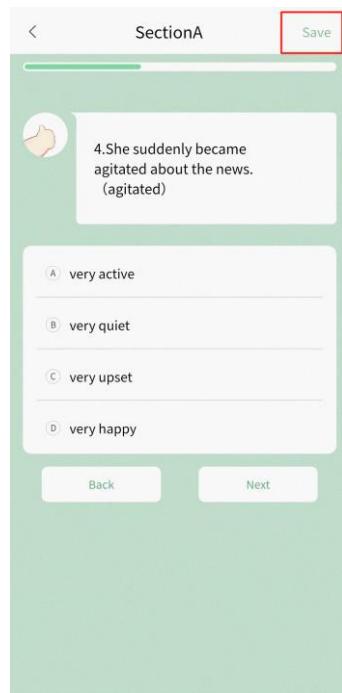 SectionA
Save
4.She suddenly became
agitated about the news.
（agitated）
A very active
B very quiet
C very upset
D very happy
Back
Next